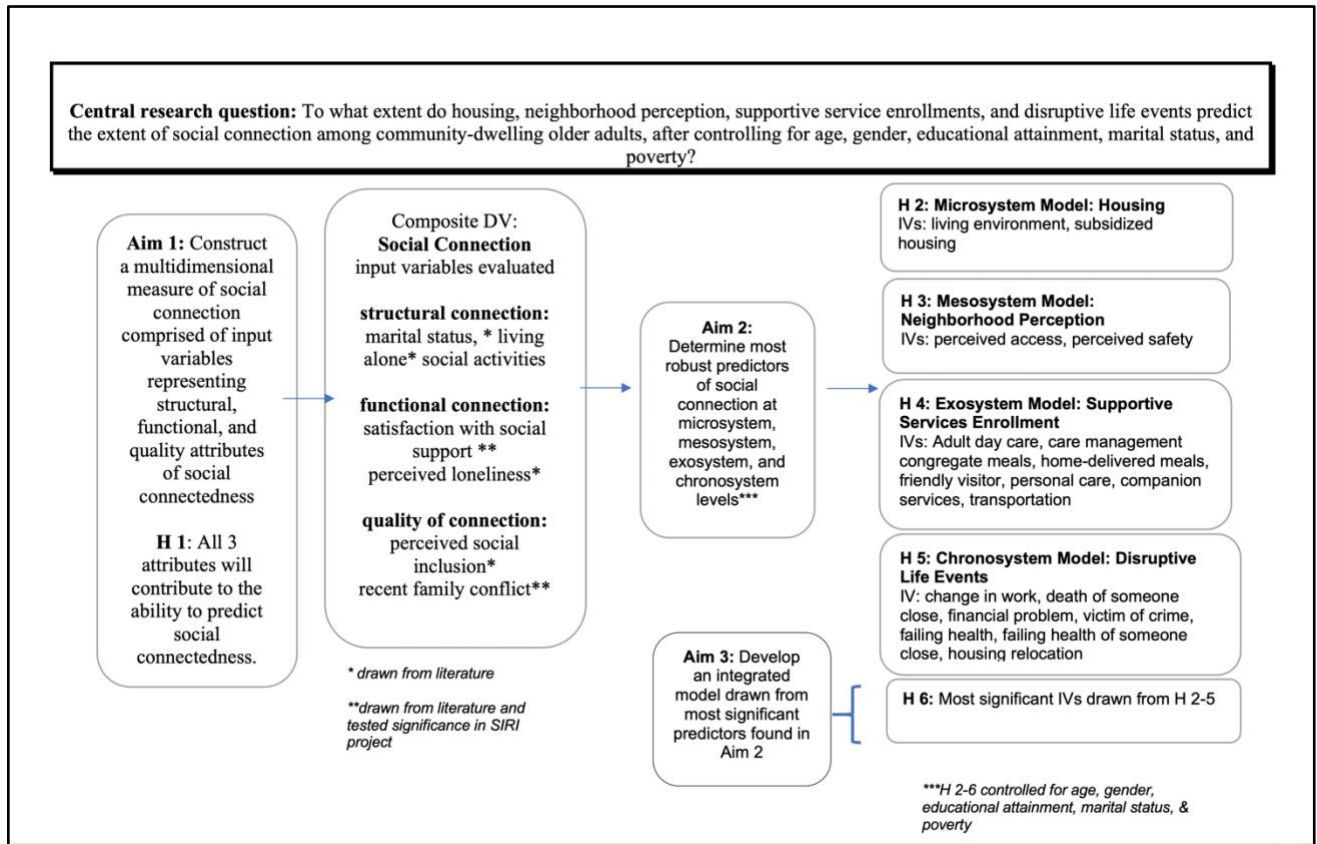 Central research question: To what extent do housing, neighborhood perception, supportive service enrollments, and disruptive life events predict
the extent of social connection among community-dwelling older adults, after controlling for age, gender, educational attainment, marital status, and
poverty?
Aim 1: Construct
a multidimensional
measure of social
connection
comprised of input
variables
representing
structural,
functional, and
quality attributes
of social
connectedness
H 1: All 3
attributes will
contribute to the
ability to predict
social
connectedness.
Composite DV:
Social Connection
input variables evaluated
structural connection:
marital status, * living
alone* social activities
functional connection:
satisfaction with social
support **
perceived loneliness*
quality of connection:
perceived social
inclusion*
recent family conflict**
* drawn from literature
**drawn from literature and
tested significance in SIRI
project
Aim 2:
Determine most
robust predictors
of social
connection at
microsystem,
mesosystem,
exosystem, and
chronosystem
levels***
Aim 3: Develop
an integrated
model drawn from
most significant
predictors found in
Aim 2
H 2: Microsystem Model: Housing
IVs: living environment, subsidized
housing
H 3: Mesosystem Model:
Neighborhood Perception
IVs: perceived access, perceived safety
H 4: Exosystem Model: Supportive
Services Enrollment
IVs: Adult day care, care management
congregate meals, home-delivered meals,
friendly visitor, personal care, companion
services, transportation
H 5: Chronosystem Model: Disruptive
Life Events
IV: change in work, death of someone
close, financial problem, victim of crime,
failing health, failing health of someone
close, housing relocation
H 6: Most significant IVs drawn from H 2-5
***H 2-6 controlled for age, gender,
educational attainment, marital status, &
poverty